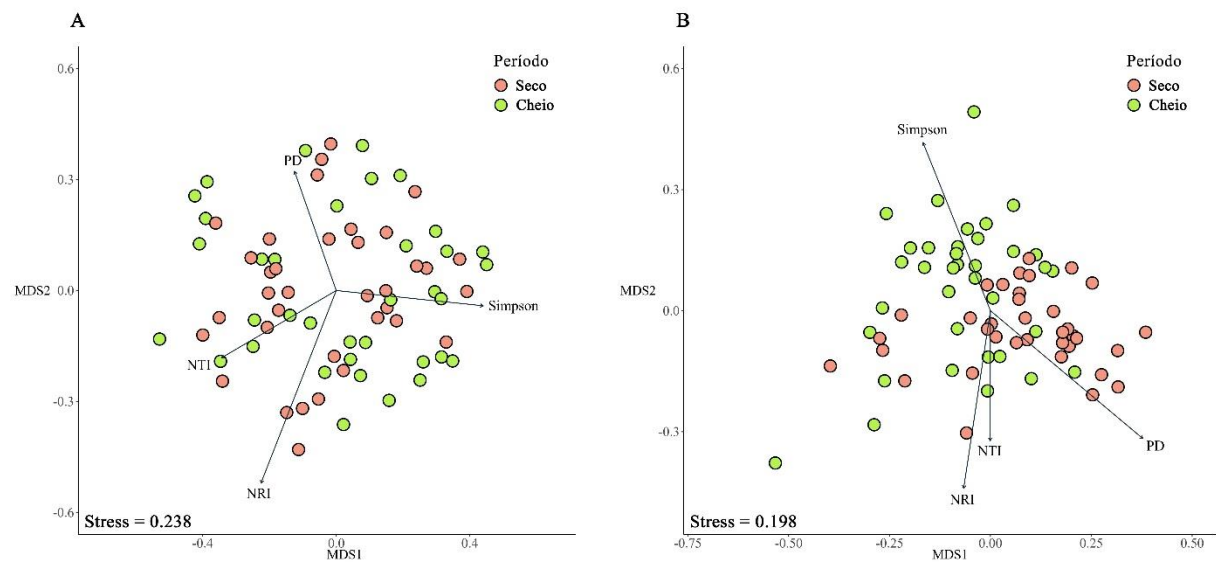 A
0.6
0.3
0.0
-0.3
-0.6
MDS2
Período
Seco
Cheio
PD
Simpson
NTI
NRI
Stress = 0.238
-0.4
0.0
0.4
MDS1
B
0.6
0.3
0.0
-0.3
MDS2
Período
Seco
Cheio
Simpson
NTI
PD
NRI
Stress = 0.198
-0.75
-0.25
0.00
0.25
0.50
MDS1